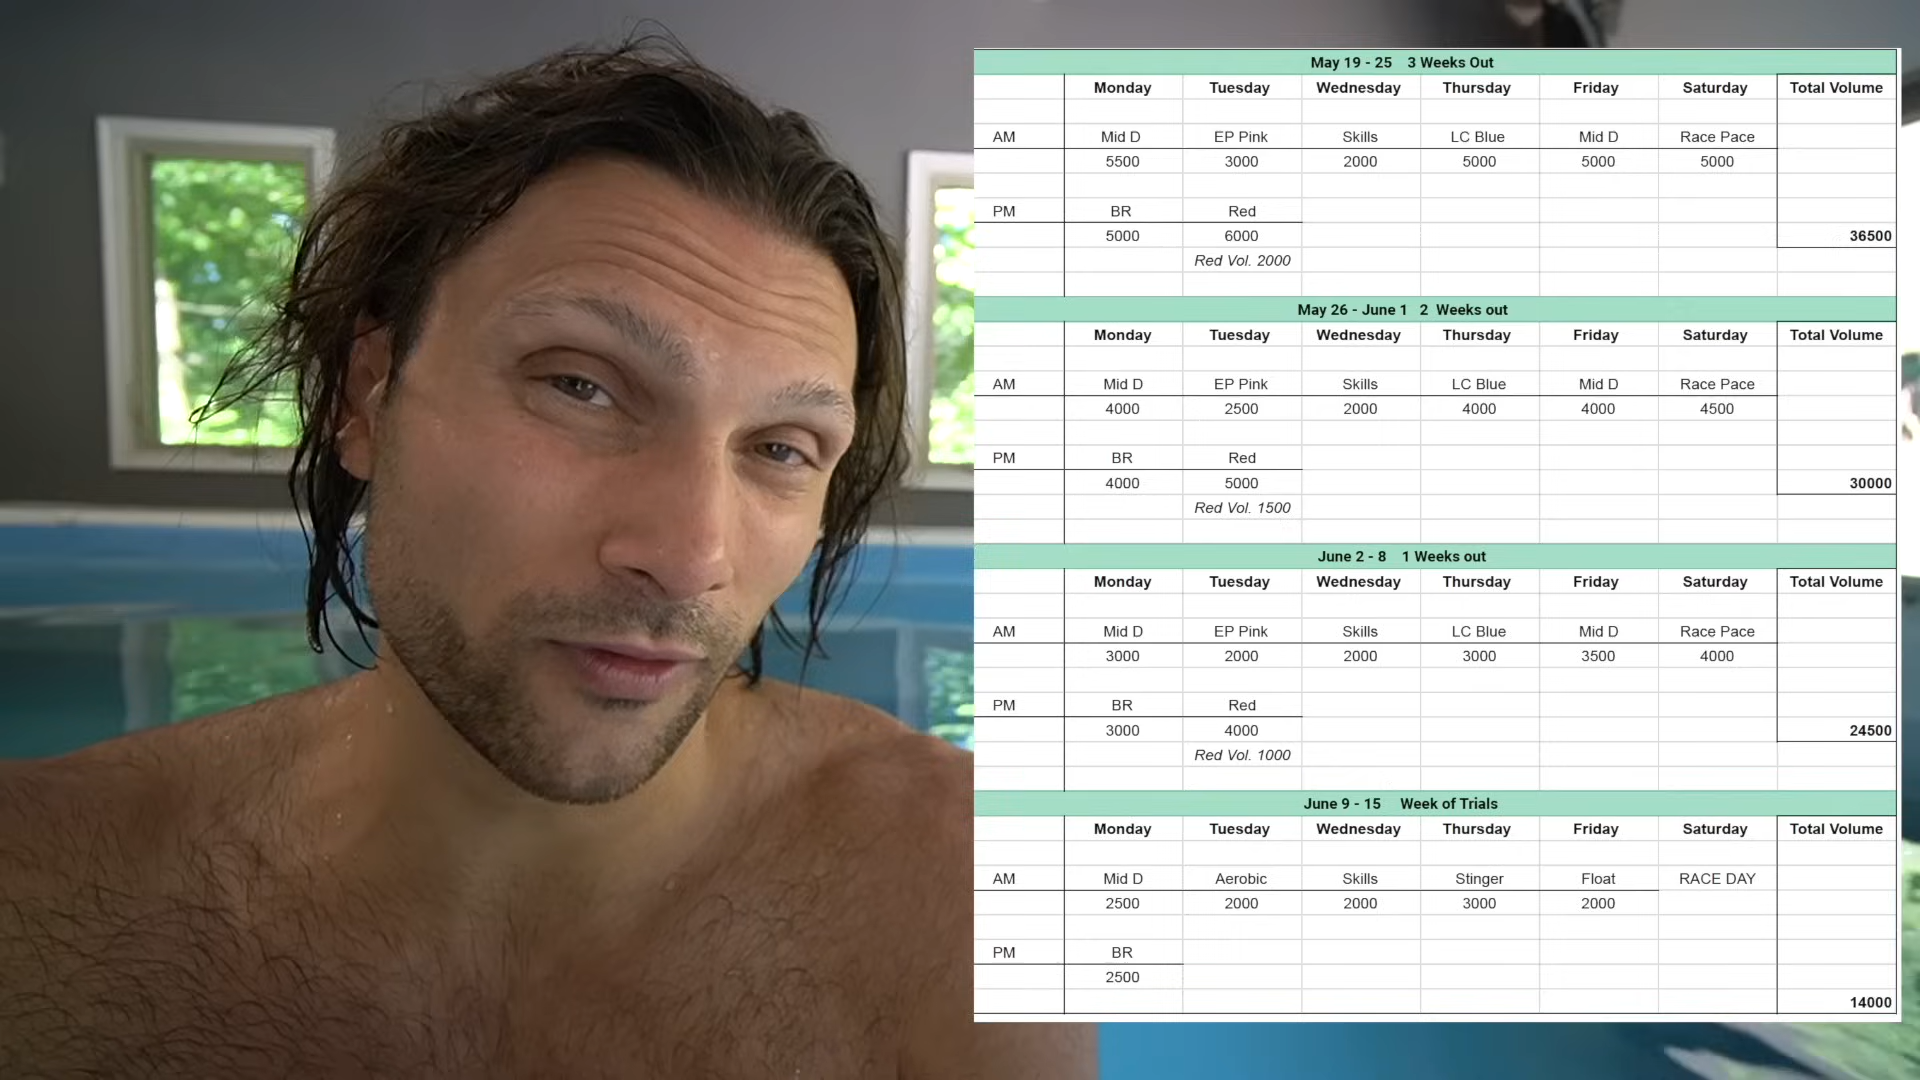 May 19 - 25 3 Weeks Out
Monday Tuesday Wednesday Thursday Friday Saturday Total Volume
AM Mid D EP Pink Skills LC Blue Mid D Race Pace
5500 3000 2000 5000 5000 5000
PM BR Red
5000 6000 36500
Red Vol. 2000
May 26 - June 1 2 Weeks out
Monday Tuesday Wednesday Thursday Friday Saturday Total Volume
AM Mid D EP Pink Skills LC Blue Mid D Race Pace
4000 2500 2000 4000 4000 4500
PM BR Red
4000 5000 30000
Red Vol. 1500
June 2 - 8 1 Weeks out
Monday Tuesday Wednesday Thursday Friday Saturday Total Volume
AM Mid D EP Pink Skills LC Blue Mid D Race Pace
3000 2000 2000 3000 3500 4000
PM BR Red
3000 4000 24500
Red Vol. 1000
June 9 - 15 Week of Trials
Monday Tuesday Wednesday Thursday Friday Saturday Total Volume
AM Mid D Aerobic Skills Stinger Float RACE DAY
2500 2000 2000 3000 2000
PM BR
2500
14000